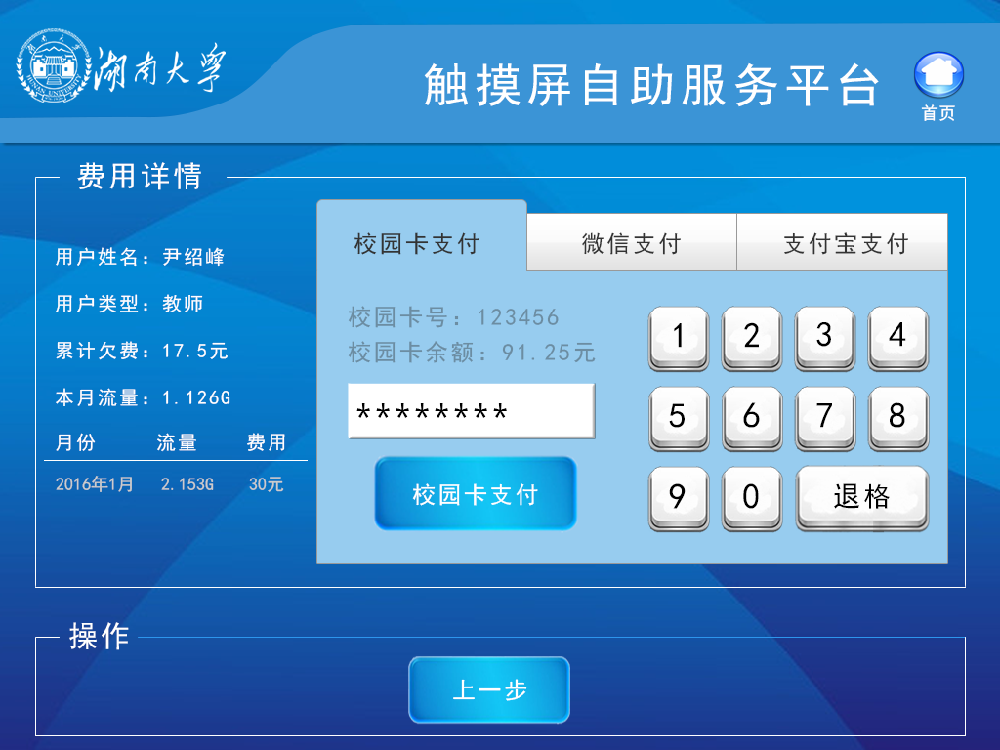 湖南大学
HUNAN UNIVERSITY
触摸屏自助服务平台
首页
费用详情
用户姓名：尹绍峰
用户类型：教师
累计欠费：17.5元
本月流量：1.126G
月份 流量 费用
2016年1月 2.153G 30元
校园卡支付 微信支付 支付宝支付
校园卡号：123456
校园卡余额：91.25元
********
校园卡支付
1 2 3 4
5 6 7 8
9 0 退格
操作
上一步